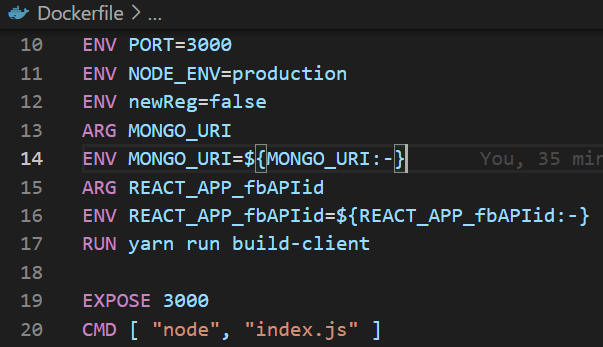 Dockerfile > ...
10 ENV PORT=3000
11 ENV NODE_ENV=production
12 ENV newReg=false
13 ARG MONGO_URI
14 ENV MONGO_URI=${MONGO_URI:-} You, 35 min
15 ARG REACT_APP_fbAPIid
16 ENV REACT_APP_fbAPIid=${REACT_APP_fbAPIid:-}
17 RUN yarn run build-client
18
19 EXPOSE 3000
20 CMD [ "node", "index.js" ]